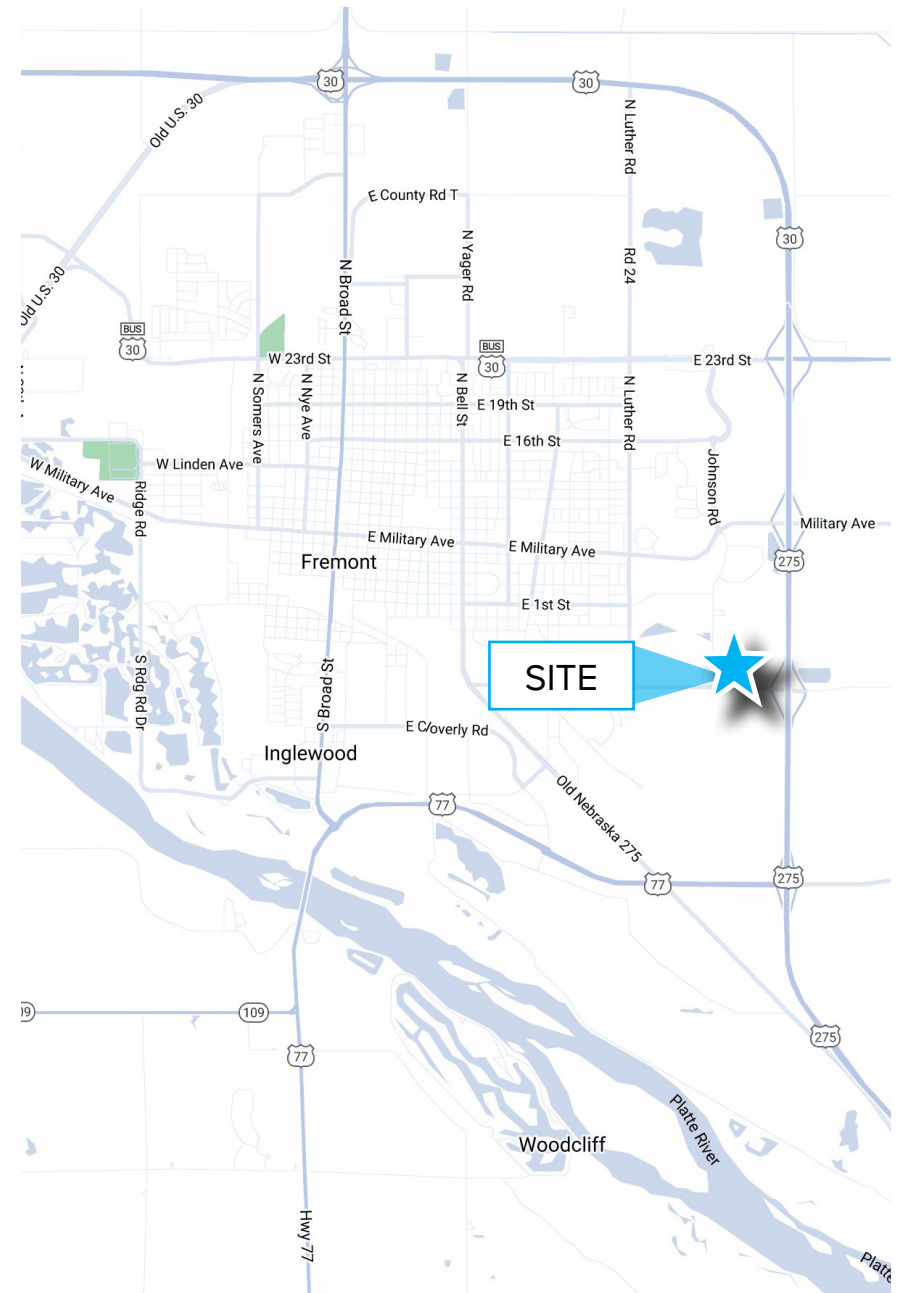 30
30
Old U.S. 30
N Luther Rd
E County Rd T
N Yager Rd
30
Rd 24
N Broad St
Old U.S. 30
BUS
30
BUS
30
W 23rd St
E 23rd St
N Somers Ave
N Nye Ave
N Bell St
N Luther Rd
E 19th St
E 16th St
Johnson Rd
W Linden Ave
W Military Ave
Ridge Rd
Military Ave
E Military Ave
E Military Ave
Fremont
275
E 1st St
SITE
S Rdg Rd Dr
S Broad St
E Cloverly Rd
Inglewood
Old Nebraska 275
77
77
275
109
275
77
Platte River
Woodcliff
Hwy 77